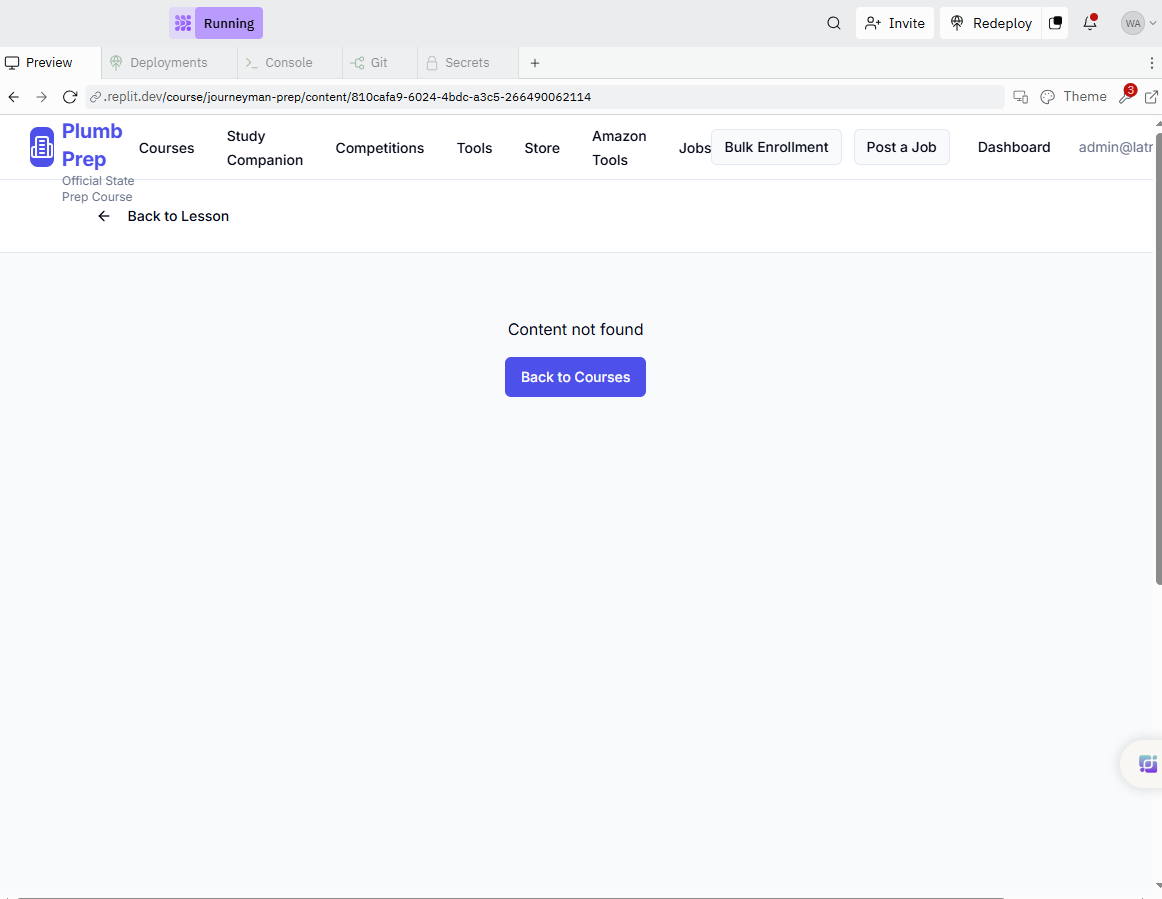 Running
Invite
Redeploy
WA
Preview
Deployments
Console
Git
Secrets
.replit.dev/course/journeyman-prep/content/810cafa9-6024-4bdc-a3c5-266490062114
Theme
3
Plumb
Prep
Official State
Prep Course
Courses
Study
Companion
Competitions
Tools
Store
Amazon
Tools
Jobs
Bulk Enrollment
Post a Job
Dashboard
admin@latr
Back to Lesson
Content not found
Back to Courses